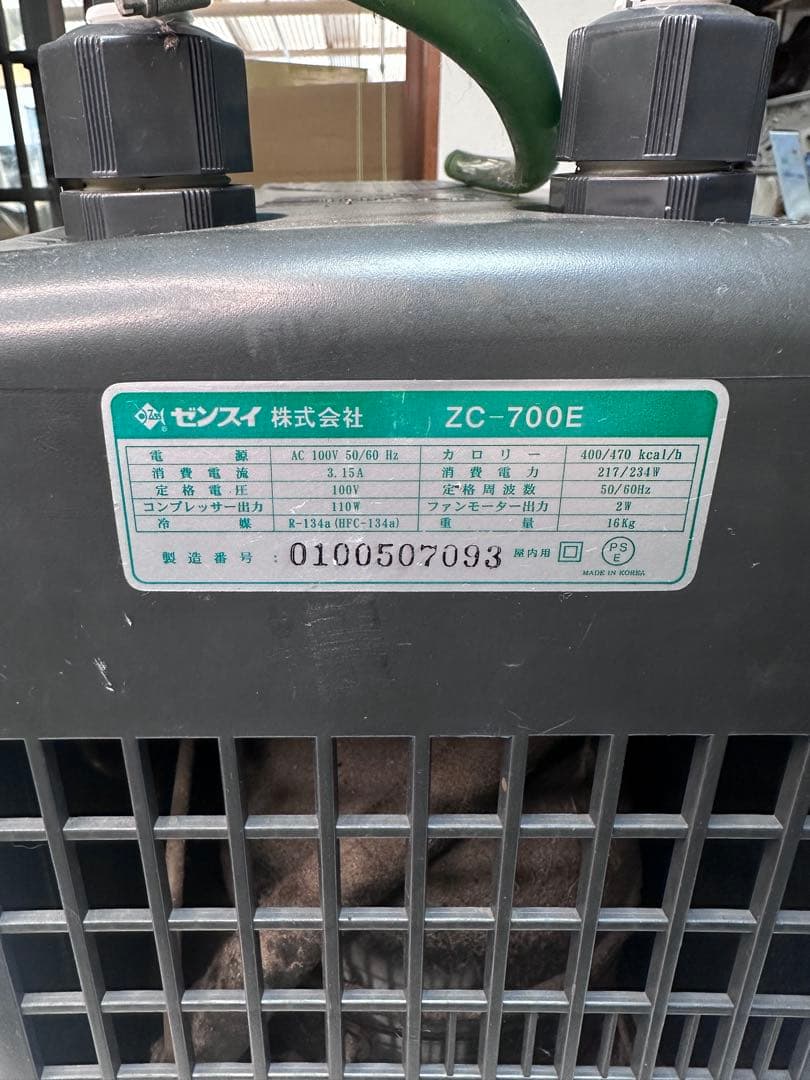 ZENSUI ゼンスイ 株式会社 ZC-700E
電源 AC 100V 50/60 Hz カロリー 400/470 kcal/h
消費電流 3.15A 消費電力 217/234W
定格電圧 100V 定格周波数 50/60Hz
コンプレッサー出力 110W ファンモーター出力 2W
冷媒 R-134a(HFC-134a) 重量 16Kg
製造番号 : 0100507093 屋内用 PS E
MADE IN KOREA